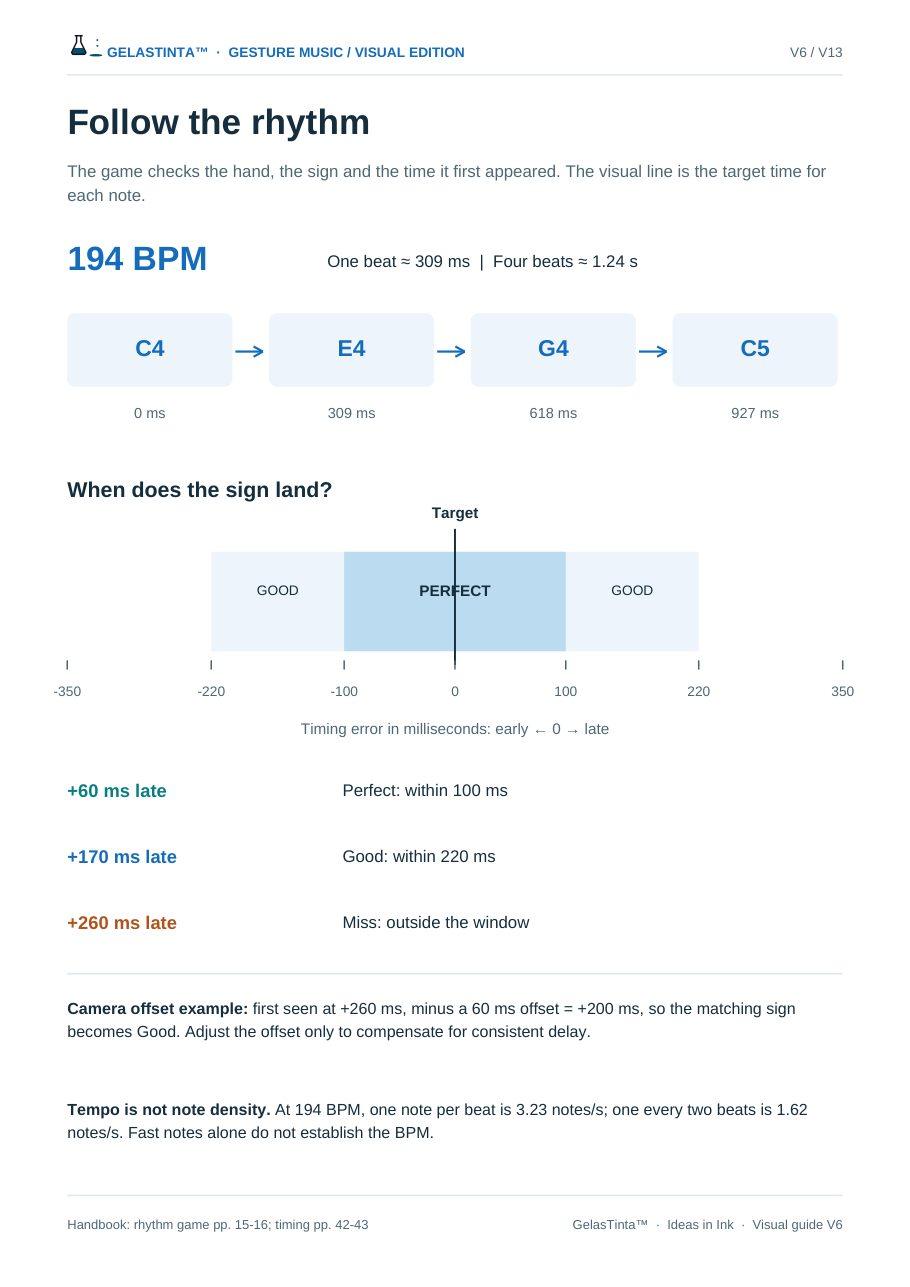 GELASTINTA™ · GESTURE MUSIC / VISUAL EDITION V6 / V13
Follow the rhythm
The game checks the hand, the sign and the time it first appeared. The visual line is the target time for
each note.
194 BPM One beat ≈ 309 ms | Four beats ≈ 1.24 s
C4 → E4 → G4 → C5
0 ms 309 ms 618 ms 927 ms
When does the sign land?
Target
GOOD PERFECT GOOD
-350 -220 -100 0 100 220 350
Timing error in milliseconds: early ← 0 → late
+60 ms late Perfect: within 100 ms
+170 ms late Good: within 220 ms
+260 ms late Miss: outside the window
Camera offset example: first seen at +260 ms, minus a 60 ms offset = +200 ms, so the matching sign
becomes Good. Adjust the offset only to compensate for consistent delay.
Tempo is not note density. At 194 BPM, one note per beat is 3.23 notes/s; one every two beats is 1.62
notes/s. Fast notes alone do not establish the BPM.
Handbook: rhythm game pp. 15-16; timing pp. 42-43 GelasTinta™ · Ideas in Ink · Visual guide V6